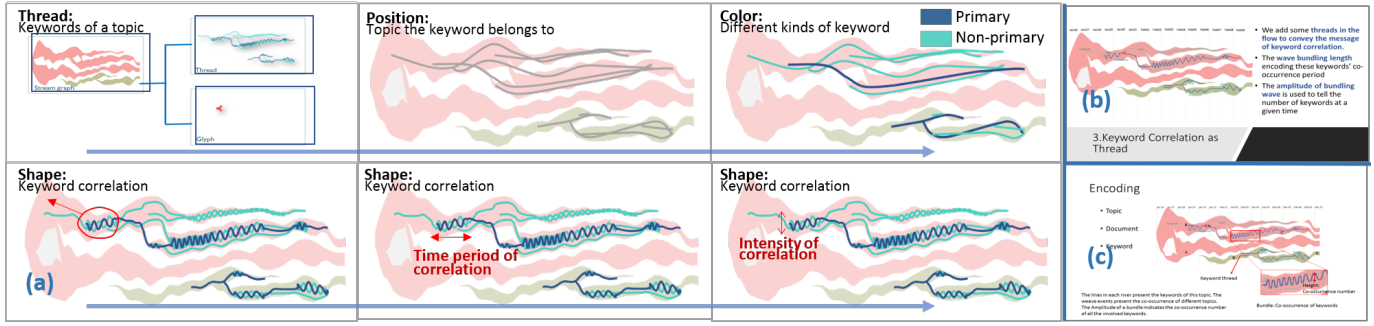 Thread:
Keywords of a topic
Stream graph
Thread
Glyph
Position:
Topic the keyword belongs to
Color:
Different kinds of keyword
Primary
Non-primary
Shape:
Keyword correlation
(a)
Shape:
Keyword correlation
Time period of
correlation
Shape:
Keyword correlation
Intensity of
correlation
• We add some threads in the
flow to convey the message
of keyword correlation.
• The wave bundling length
encoding these keywords' co-
occurrence period
• The amplitude of bundling
wave is used to tell the
number of keywords at a
given time
(b)
3.Keyword Correlation as
Thread
Encoding
• Topic
• Document
• Keyword
(c)
Keyword thread
Height:
Co-occurrence number
Bundle: Co-occurrence of keywords
The lines in each river present the keywords of this topic. The
weave events present the co-occurrence of different topics.
The Amplitude of a bundle indicates the co-occurrence number
of all the involved keywords.